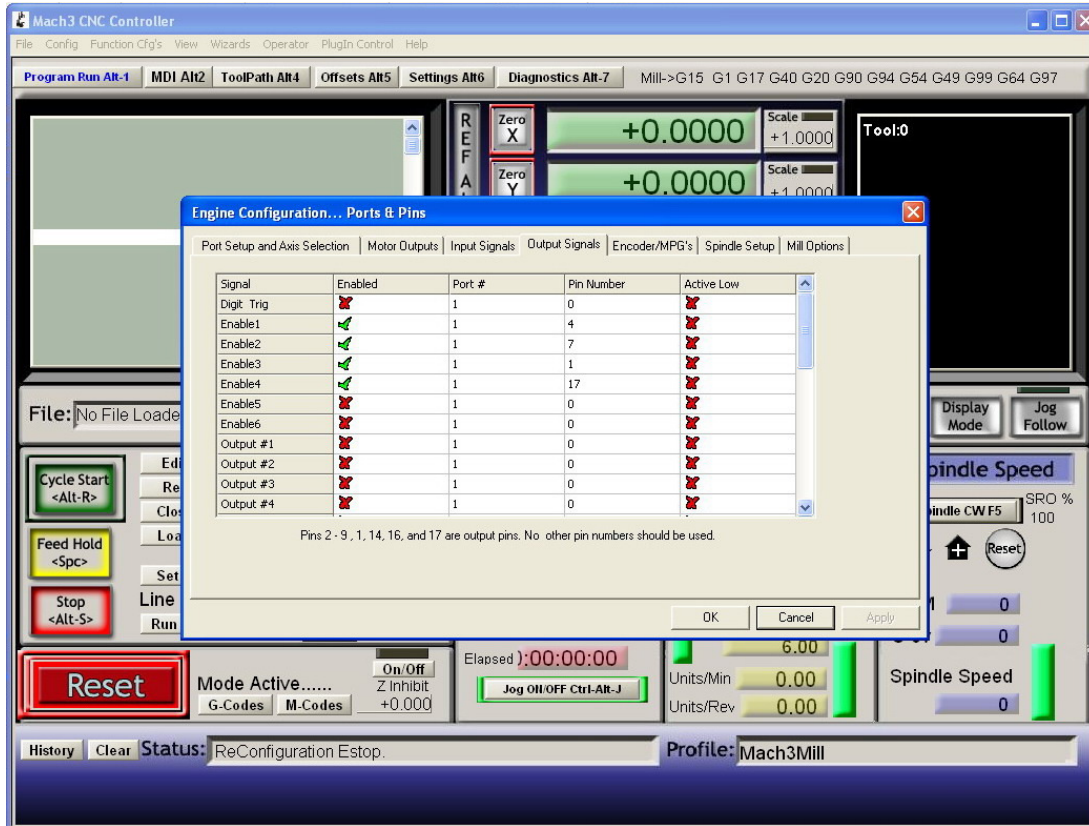 Mach3 CNC Controller
File Config Function Cfg's View Wizards Operator PlugIn Control Help
Program Run Alt-1 MDI Alt2 ToolPath Alt4 Offsets Alt5 Settings Alt6 Diagnostics Alt-7 Mill->G15 G1 G17 G40 G20 G90 G94 G54 G49 G99 G64 G97
REF A
Zero X +0.0000 Scale +1.0000
Tool:0
Zero Y +0.0000 Scale +1.0000
Engine Configuration... Ports & Pins
Port Setup and Axis Selection Motor Outputs Input Signals Output Signals Encoder/MPG's Spindle Setup Mill Options
Signal Enabled Port # Pin Number Active Low
Digit Trig 1 0
Enable1 1 4
Enable2 1 7
Enable3 1 1
Enable4 1 17
Enable5 1 0
Enable6 1 0
Output #1 1 0
Output #2 1 0
Output #3 1 0
Output #4 1 0
Pins 2 - 9 , 1, 14, 16, and 17 are output pins. No other pin numbers should be used.
OK Cancel Apply
File: No File Loade
Display Mode Jog Follow
Cycle Start <Alt-R>
Edi
Re
Clo
Loa
Feed Hold <Spc>
Set
Stop <Alt-S>
Line
Run
pindle Speed
indle CW F5 SRO % 100
Reset
0
0
Spindle Speed
0
6.00
Units/Min 0.00
Units/Rev 0.00
Elapsed ):00:00:00
Jog ON/OFF Ctrl-Alt-J
Reset
Mode Active......
G-Codes M-Codes
On/Off
Z Inhibit
+0.000
History Clear Status: ReConfiguration Estop. Profile: Mach3Mill